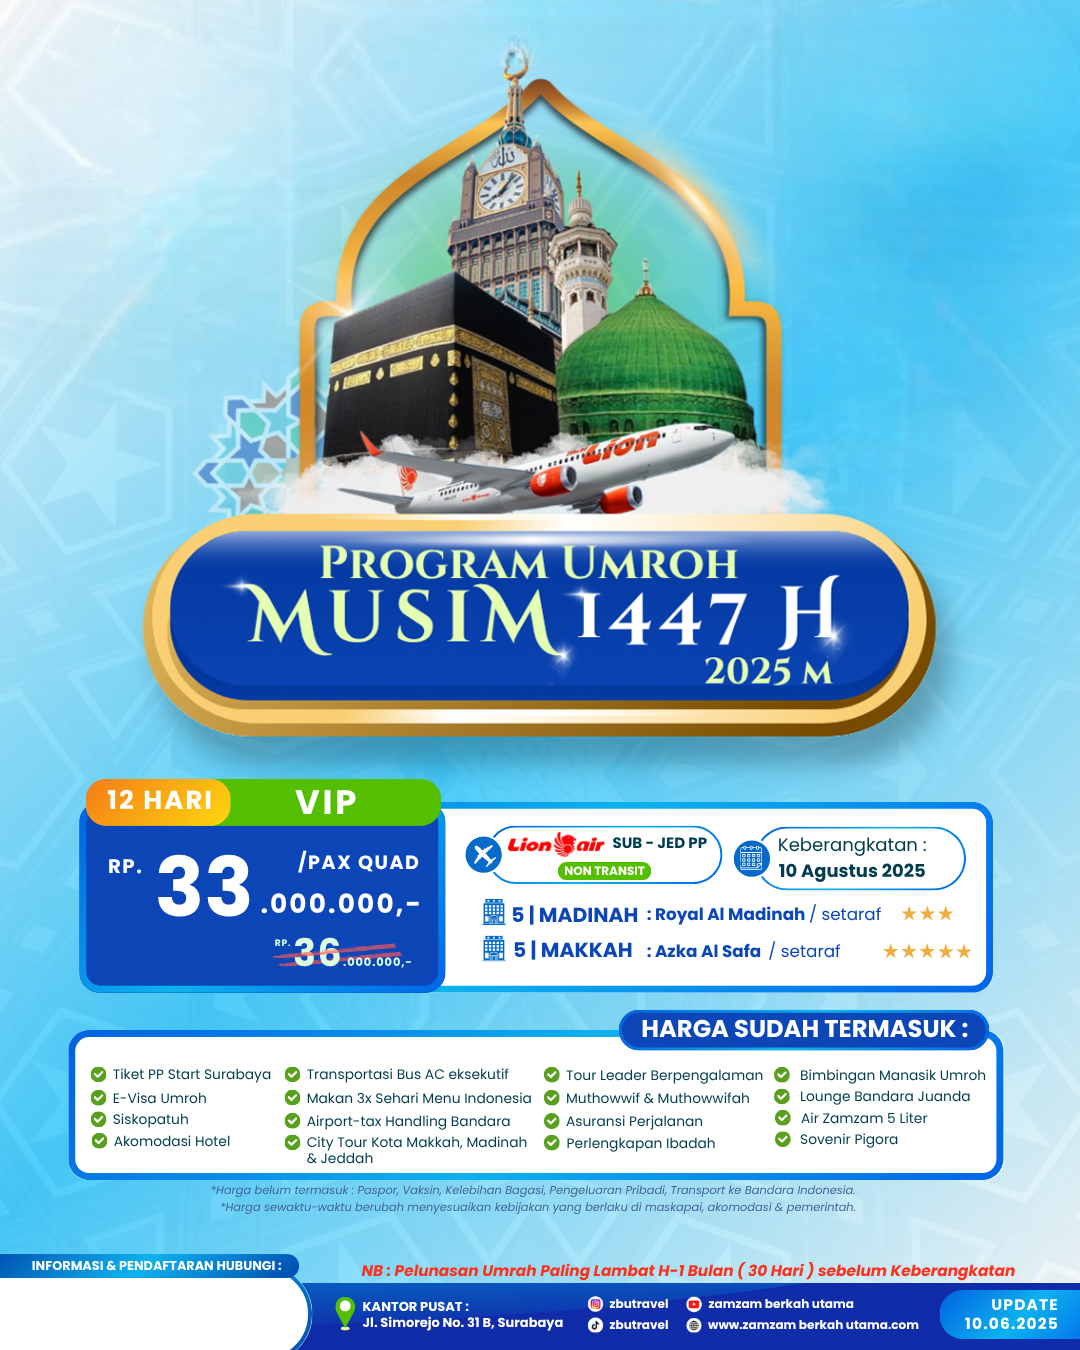 Lion
PROGRAM UMROH
MUSIM 1447 H
2025 M
12 HARI
VIP
RP. 33.000.000,-
/PAX QUAD
RP. 36.000.000,-
Lion air SUB - JED PP
NON TRANSIT
Keberangkatan :
10 Agustus 2025
5 | MADINAH : Royal Al Madinah / setaraf
5 | MAKKAH : Azka Al Safa / setaraf
HARGA SUDAH TERMASUK :
Tiket PP Start Surabaya
E-Visa Umroh
Siskopatuh
Akomodasi Hotel
Transportasi Bus AC eksekutif
Makan 3x Sehari Menu Indonesia
Airport-tax Handling Bandara
City Tour Kota Makkah, Madinah
& Jeddah
Tour Leader Berpengalaman
Muthowwif & Muthowwifah
Asuransi Perjalanan
Perlengkapan Ibadah
Bimbingan Manasik Umroh
Lounge Bandara Juanda
Air Zamzam 5 Liter
Sovenir Pigora
*Harga belum termasuk : Paspor, Vaksin, Kelebihan Bagasi, Pengeluaran Pribadi, Transport ke Bandara Indonesia.
*Harga sewaktu-waktu berubah menyesuaikan kebijakan yang berlaku di maskapai, akomodasi & pemerintah.
INFORMASI & PENDAFTARAN HUBUNGI :
NB : Pelunasan Umrah Paling Lambat H-1 Bulan ( 30 Hari ) sebelum Keberangkatan
KANTOR PUSAT :
Jl. Simorejo No. 31 B, Surabaya
zbutravel
zbutravel
zamzam berkah utama
www.zamzam berkah utama.com
UPDATE
10.06.2025